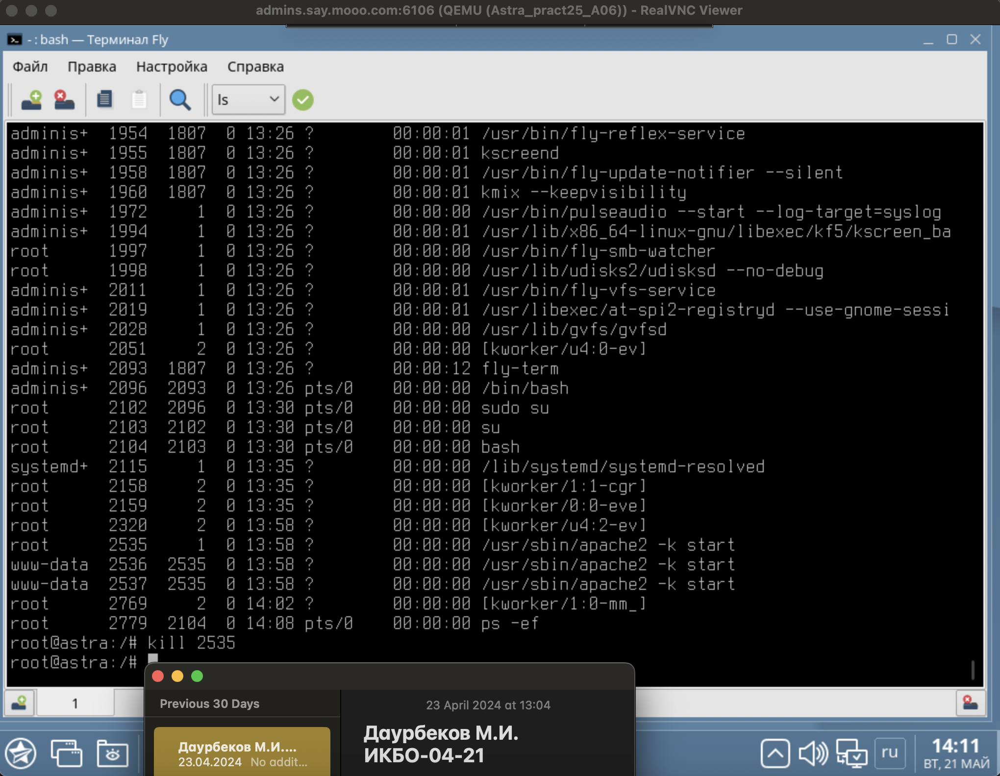 admins.say.mooo.com:6106 (QEMU (Astra_pract25_A06)) - RealVNC Viewer
- : bash — Терминал Fly
Файл Правка Настройка Справка
ls
adminis+ 1954 1807 0 13:26 ? 00:00:01 /usr/bin/fly-reflex-service
adminis+ 1955 1807 0 13:26 ? 00:00:01 kscreend
adminis+ 1958 1807 0 13:26 ? 00:00:01 /usr/bin/fly-update-notifier --silent
adminis+ 1960 1807 0 13:26 ? 00:00:01 kmix --keepvisibility
adminis+ 1972 1 0 13:26 ? 00:00:00 /usr/bin/pulseaudio --start --log-target=syslog
adminis+ 1994 1 0 13:26 ? 00:00:01 /usr/lib/x86_64-linux-gnu/libexec/kf5/kscreen_ba
root 1997 1 0 13:26 ? 00:00:00 /usr/bin/fly-smb-watcher
root 1998 1 0 13:26 ? 00:00:00 /usr/lib/udisks2/udisksd --no-debug
adminis+ 2011 1 0 13:26 ? 00:00:01 /usr/bin/fly-vfs-service
adminis+ 2019 1 0 13:26 ? 00:00:01 /usr/libexec/at-spi2-registryd --use-gnome-sessi
adminis+ 2028 1 0 13:26 ? 00:00:00 /usr/lib/gvfs/gvfsd
root 2051 2 0 13:26 ? 00:00:00 [kworker/u4:0-ev]
adminis+ 2093 1807 0 13:26 ? 00:00:12 fly-term
adminis+ 2096 2093 0 13:26 pts/0 00:00:00 /bin/bash
root 2102 2096 0 13:30 pts/0 00:00:00 sudo su
root 2103 2102 0 13:30 pts/0 00:00:00 su
root 2104 2103 0 13:30 pts/0 00:00:00 bash
systemd+ 2115 1 0 13:35 ? 00:00:00 /lib/systemd/systemd-resolved
root 2158 2 0 13:35 ? 00:00:00 [kworker/1:1-cgr]
root 2159 2 0 13:35 ? 00:00:00 [kworker/0:0-eve]
root 2320 2 0 13:58 ? 00:00:00 [kworker/u4:2-ev]
root 2535 1 0 13:58 ? 00:00:00 /usr/sbin/apache2 -k start
www-data 2536 2535 0 13:58 ? 00:00:00 /usr/sbin/apache2 -k start
www-data 2537 2535 0 13:58 ? 00:00:00 /usr/sbin/apache2 -k start
root 2769 2 0 14:02 ? 00:00:00 [kworker/1:0-mm_]
root 2779 2104 0 14:08 pts/0 00:00:00 ps -ef
root@astra:/# kill 2535
root@astra:/#
1
Previous 30 Days
Даурбеков М.И....
23.04.2024 No addit...
23 April 2024 at 13:04
Даурбеков М.И.
ИКБО-04-21
ru
14:11
ВТ, 21 МАЙ